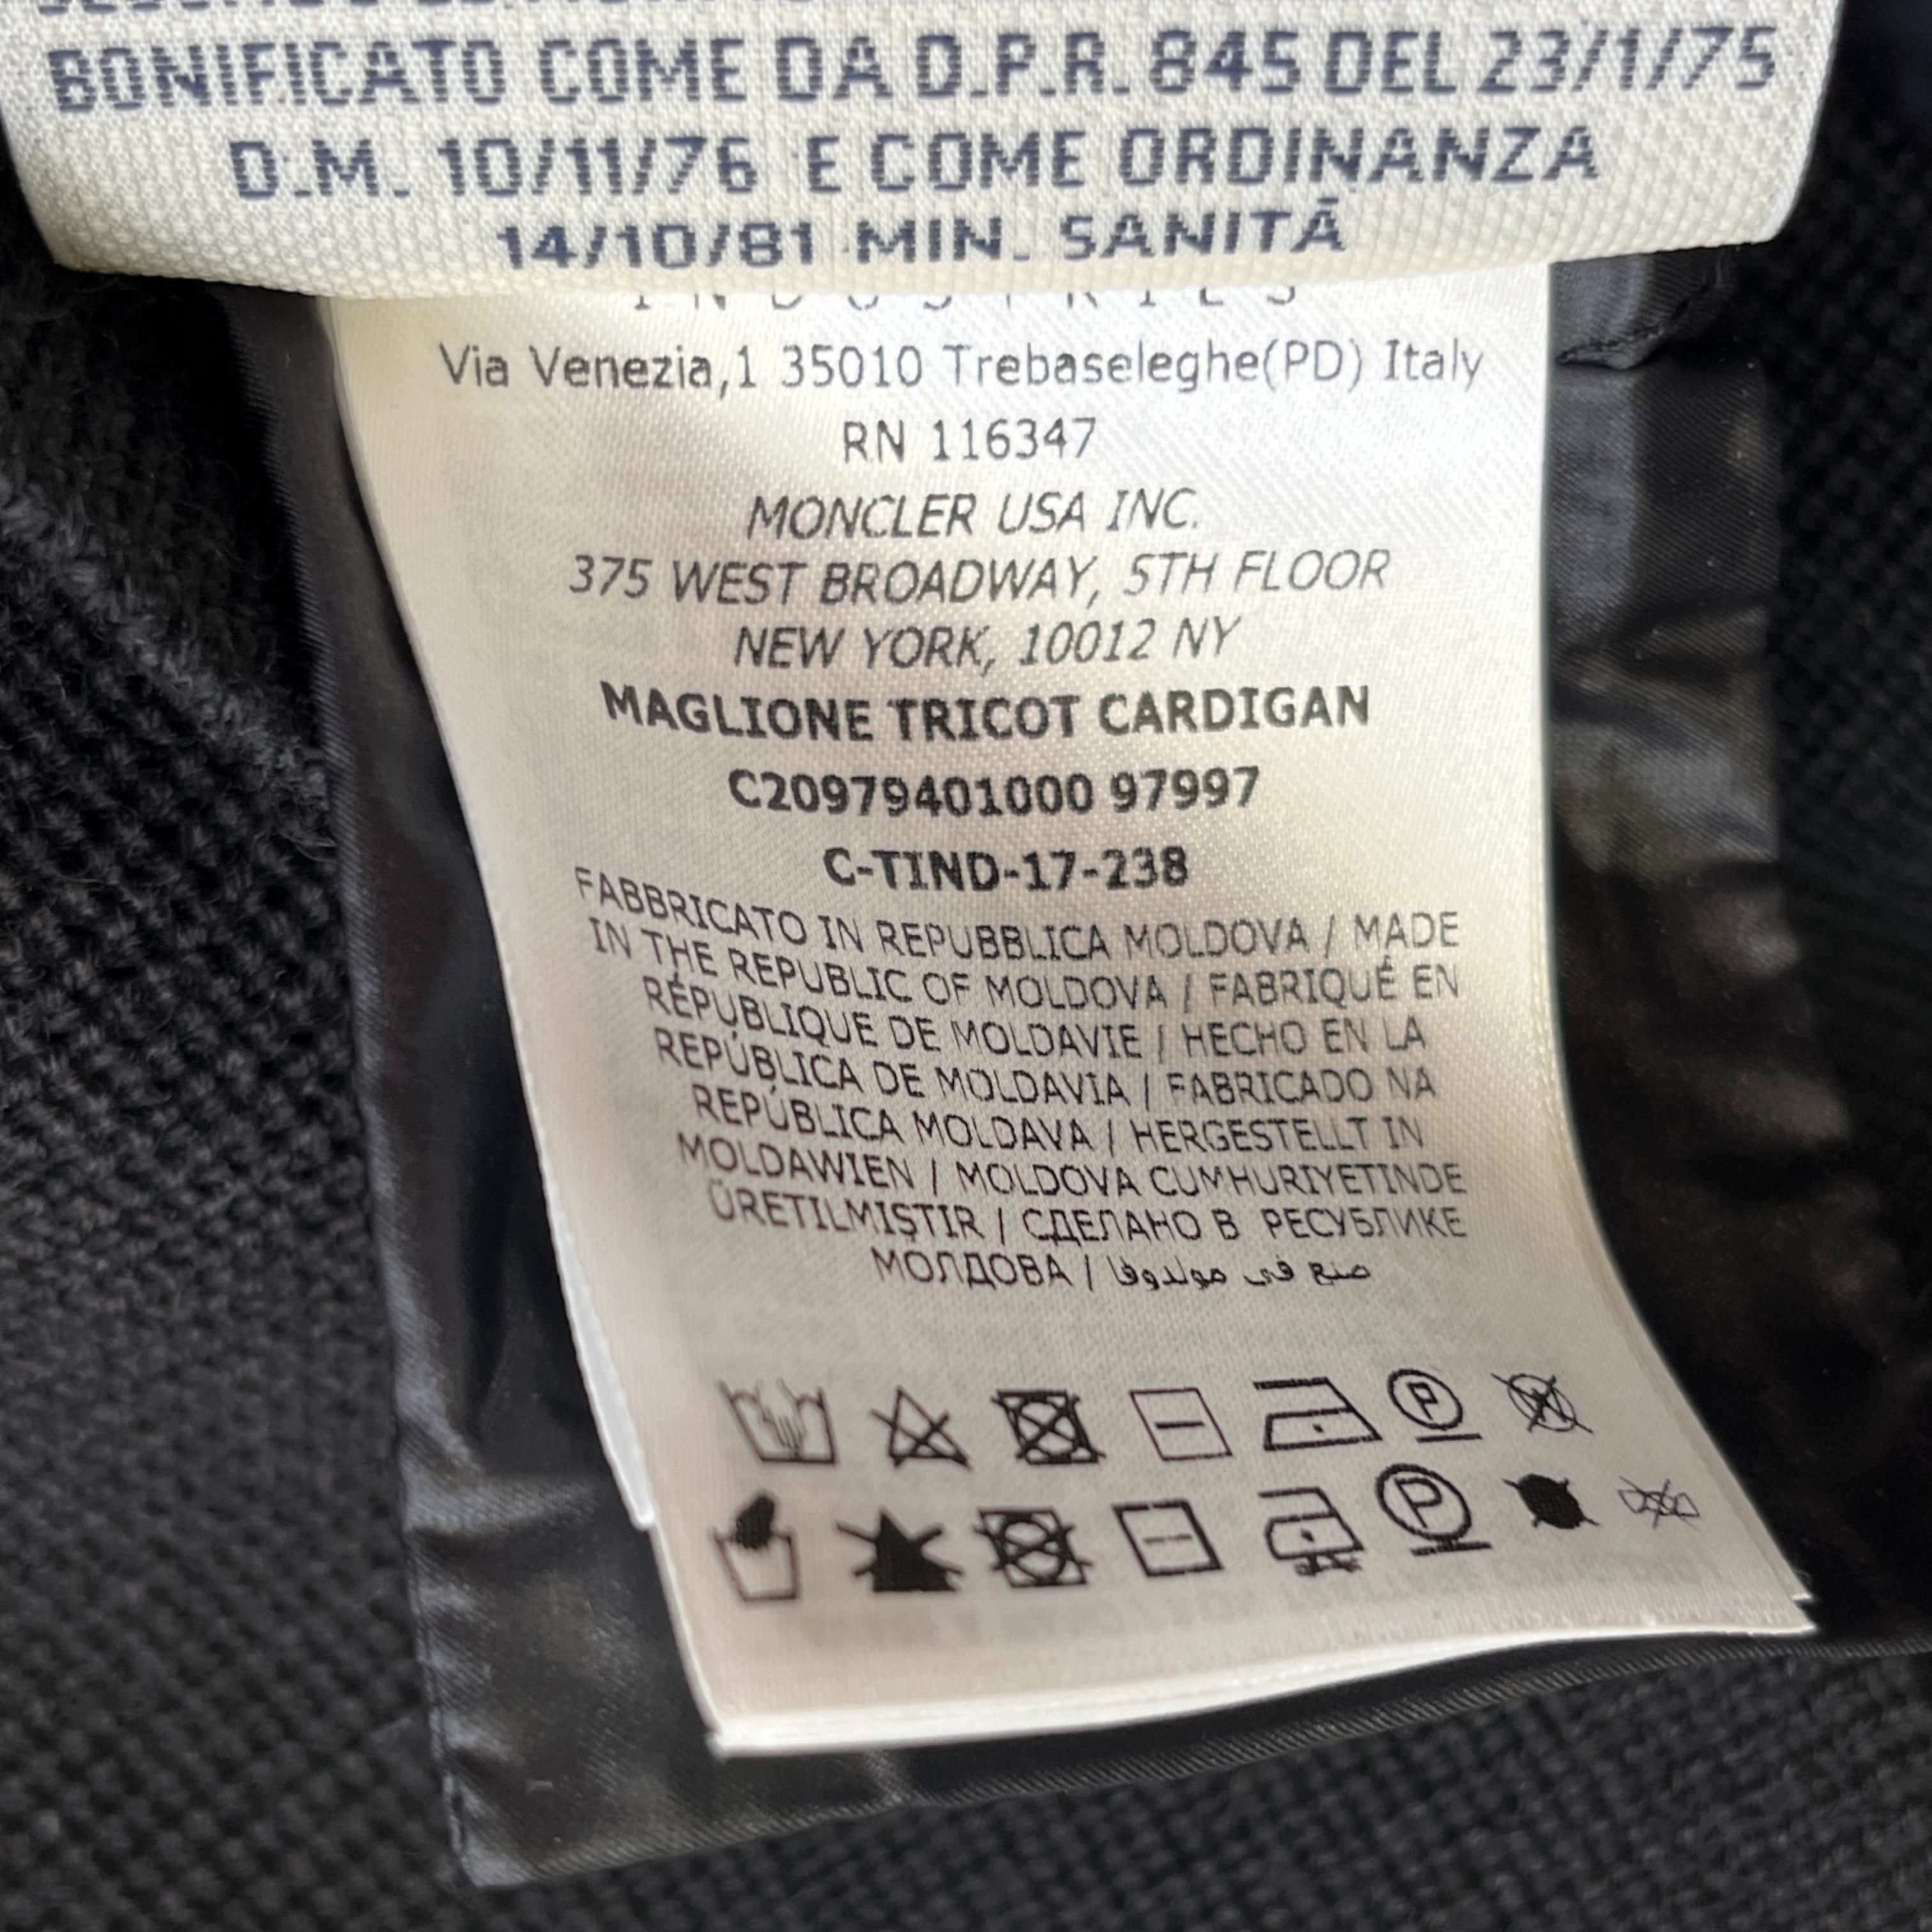 BONIFICATO COME DA D.P.R. 845 DEL 23/1/75
D.M. 10/11/76 E COME ORDINANZA
14/10/81 MIN. SANITÀ
INDUSTRIES
Via Venezia,1 35010 Trebaseleghe(PD) Italy
RN 116347
MONCLER USA INC.
375 WEST BROADWAY, 5TH FLOOR
NEW YORK, 10012 NY
MAGLIONE TRICOT CARDIGAN
C20979401000 97997
C-TIND-17-238
FABBRICATO IN REPUBBLICA MOLDOVA / MADE
IN THE REPUBLIC OF MOLDOVA / FABRIQUÉ EN
RÉPUBLIQUE DE MOLDAVIE / HECHO EN LA
REPÚBLICA DE MOLDAVIA / FABRICADO NA
REPÚBLICA MOLDAVA / HERGESTELLT IN
MOLDAWIEN / MOLDOVA CUMHURIYETINDE
ÜRETILMIŞTIR / СДЕЛАНО В РЕСУБЛИКЕ
МОЛДОВА / صنع في مولدوفا
P W
P